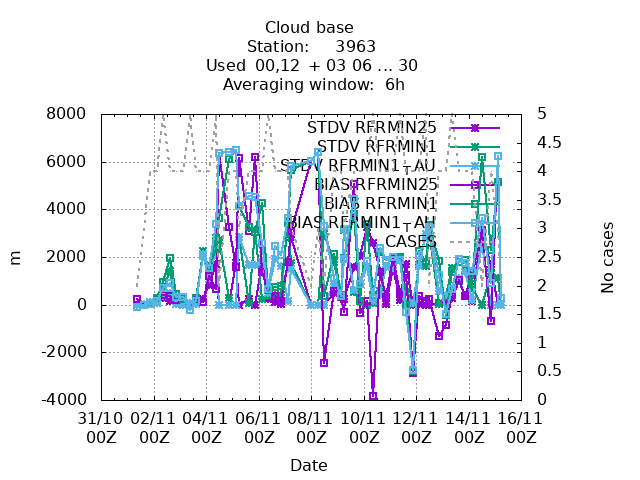 Cloud base
Station: 3963
Used 00,12 + 03 06 ... 30
Averaging window: 6h
8000
6000
4000
2000
0
-2000
-4000
m
5
4.5
4
3.5
3
2.5
2
1.5
1
0.5
0
No cases
STDV RFRMIN25
STDV RFRMIN1
STDV RFRMIN1_AU
BIAS RFRMIN25
BIAS RFRMIN1
BIAS RFRMIN1_AU
CASES
31/10 02/11 04/11 06/11 08/11 10/11 12/11 14/11 16/11
00Z 00Z 00Z 00Z 00Z 00Z 00Z 00Z 00Z
Date